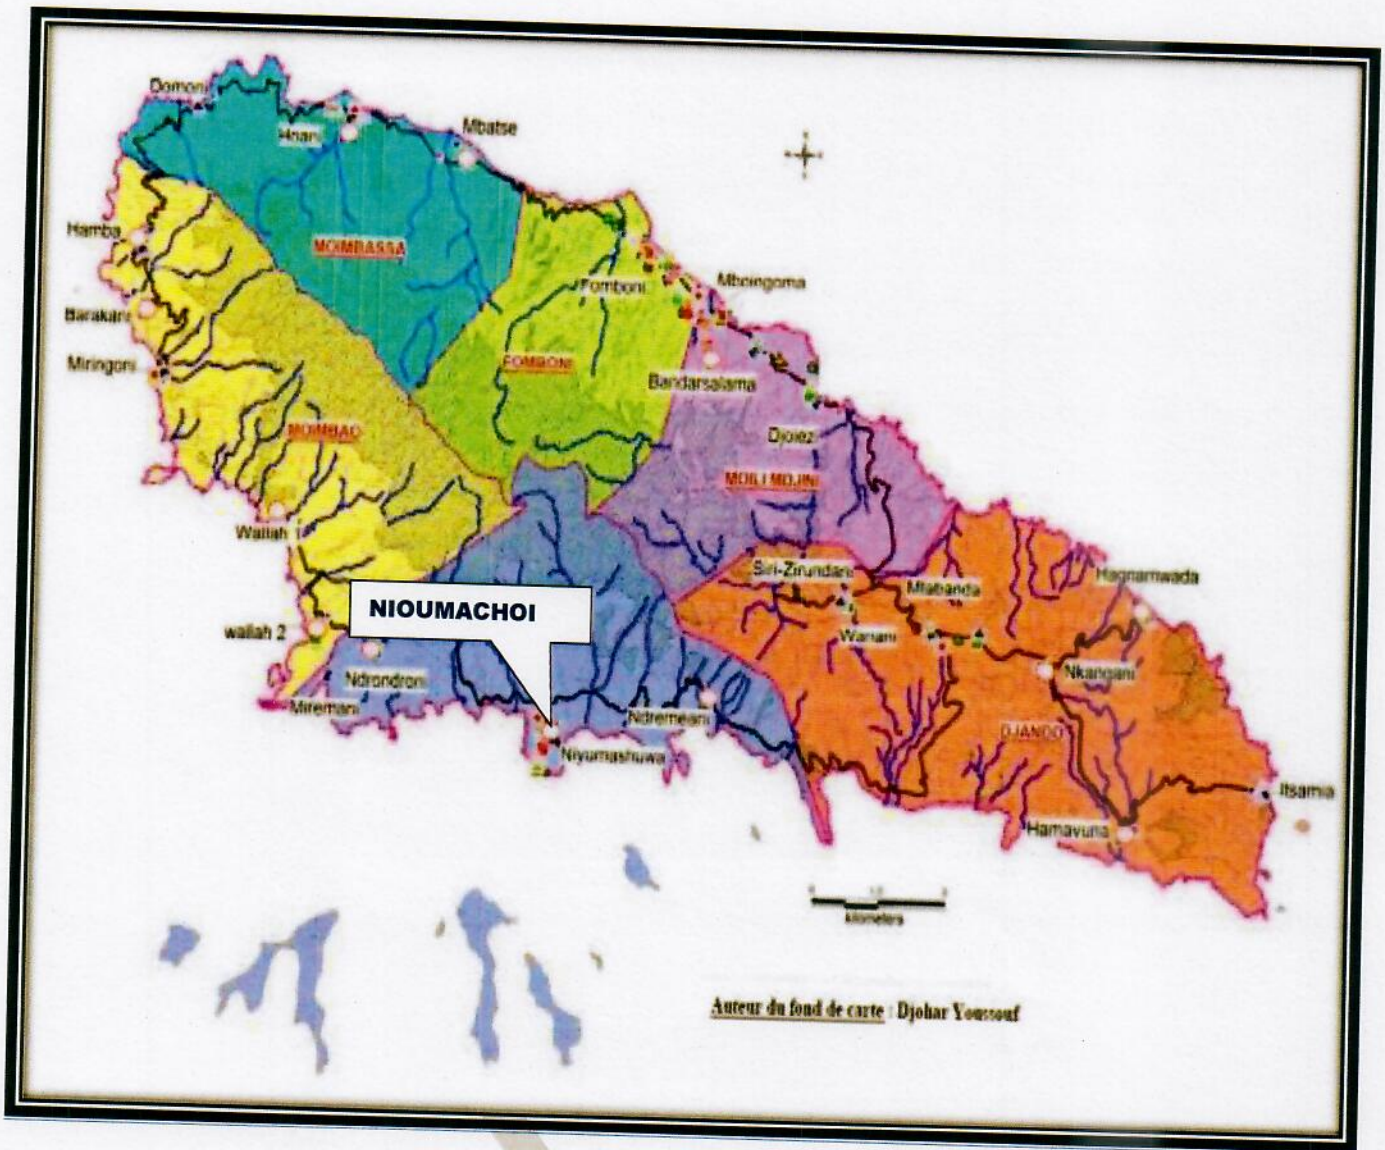 Domoni
Hnani
Mbatse
MOIMBASSA
Hamba
Fomboni
Mboingoma
Barakani
Miringoni
FOMBONI
Bandarsalama
MOIMBAO
Djoiez
MOILI MDJINI
Wallah 1
Siri-Zirundani
Mlabanda
Hagnamwada
NIOUMACHOI
wallah 2
Wanani
Ndrondroni
Nkangani
Miremani
Ndremeani
DJANDO
Niyumashuwa
Itsamia
Hamavuna
kilometers
Auteur du fond de carte : Djohar Youssouf